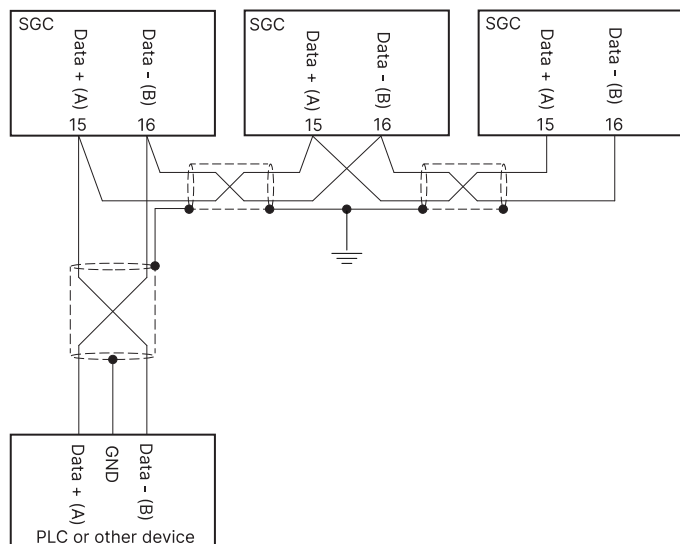 SGC
Data + (A)
Data - (B)
15
16
SGC
Data + (A)
Data - (B)
15
16
SGC
Data + (A)
Data - (B)
15
16
Data + (A)
GND
Data - (B)
PLC or other device